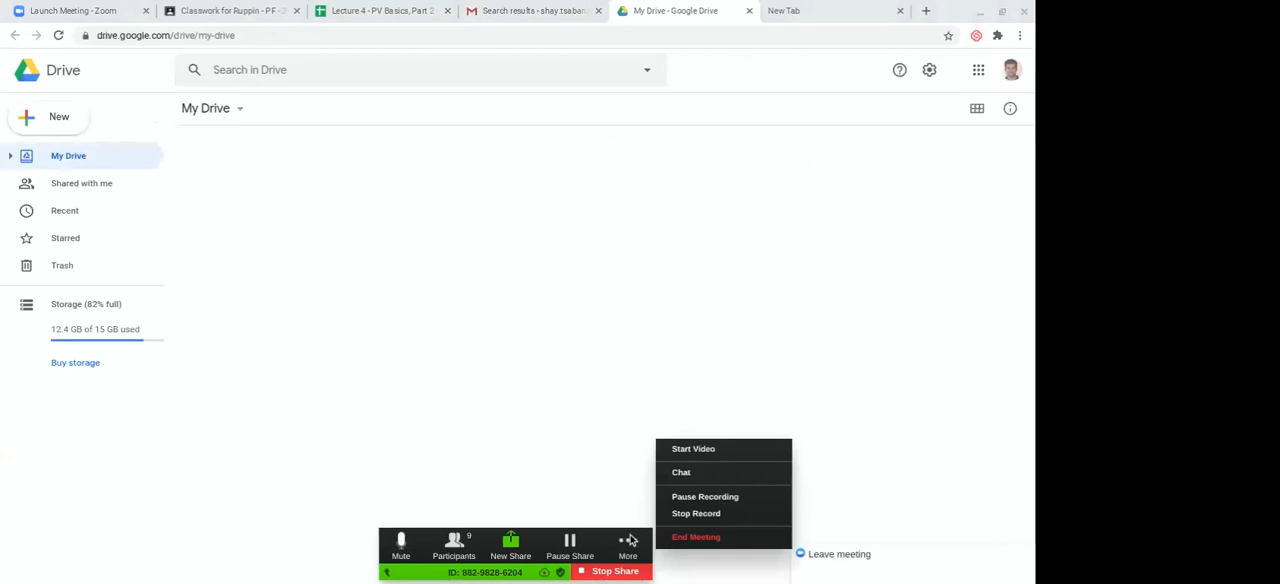 Launch Meeting - Zoom
Classwork for Ruppin - PF - 2
Lecture 4 - PV Basics, Part 2
Search results - shay.tsaban
My Drive - Google Drive
New Tab
drive.google.com/drive/my-drive
Drive
Search in Drive
New
My Drive
My Drive
Shared with me
Recent
Starred
Trash
Storage (82% full)
12.4 GB of 15 GB used
Buy storage
Start Video
Chat
Pause Recording
Stop Record
End Meeting
9
Mute
Participants
New Share
Pause Share
More
ID: 882-9828-6204
Stop Share
Leave meeting